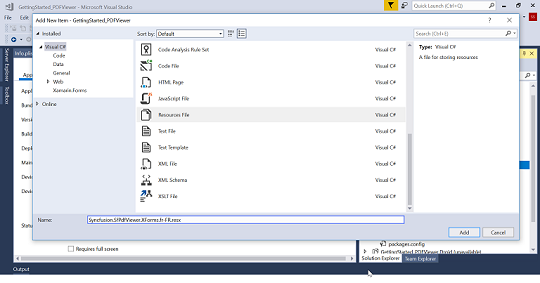 GettingStarted_PDFViewer - Microsoft Visual Studio
Quick Launch (Ctrl+Q)
Add New Item - GettingStarted_PDFViewer
Installed
Sort by: Default
Search (Ctrl+E)
Visual C#
Code
Data
General
Web
Xamarin.Forms
Online
Code Analysis Rule Set Visual C#
Code File Visual C#
HTML Page Visual C#
JavaScript File Visual C#
Resources File Visual C#
Text File Visual C#
Text Template Visual C#
XML File Visual C#
XML Schema Visual C#
XSLT File Visual C#
Type: Visual C#
A file for storing resources
Name: Syncfusion.SfPdfViewer.XForms.fr-FR.resx
Add Cancel
Server Explorer
Toolbox
Info.plist
Requires full screen
packages.config
GettingStarted_PDFViewer.Droid (unavailable)
Solution Explorer Team Explorer
Output